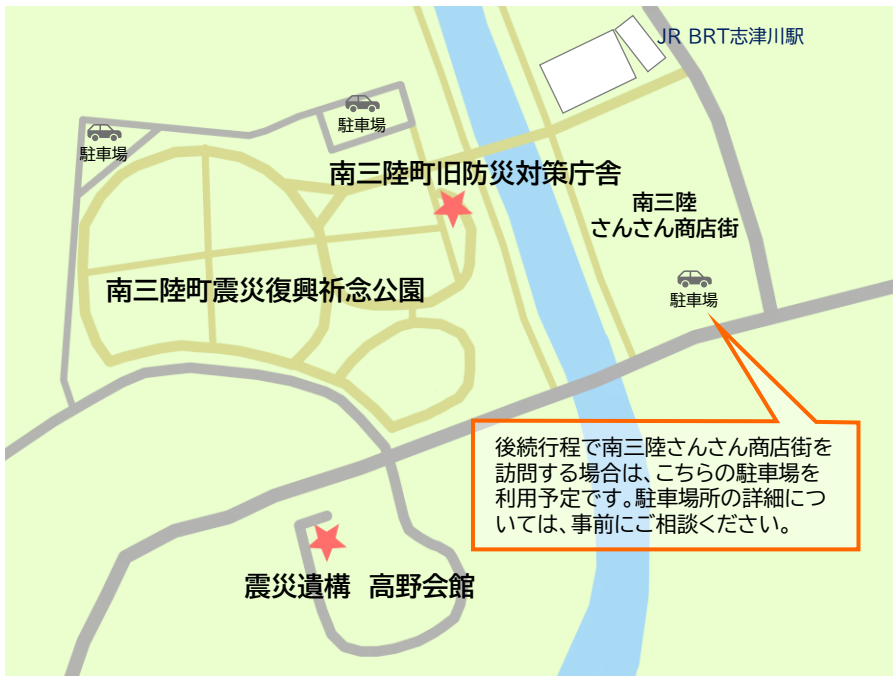 JR BRT志津川駅
駐車場
駐車場
南三陸町旧防災対策庁舎
南三陸
さんさん商店街
南三陸町震災復興祈念公園
駐車場
後続行程で南三陸さんさん商店街を
訪問する場合は、こちらの駐車場を
利用予定です。駐車場所の詳細につ
いては、事前にご相談ください。
震災遺構 高野会館